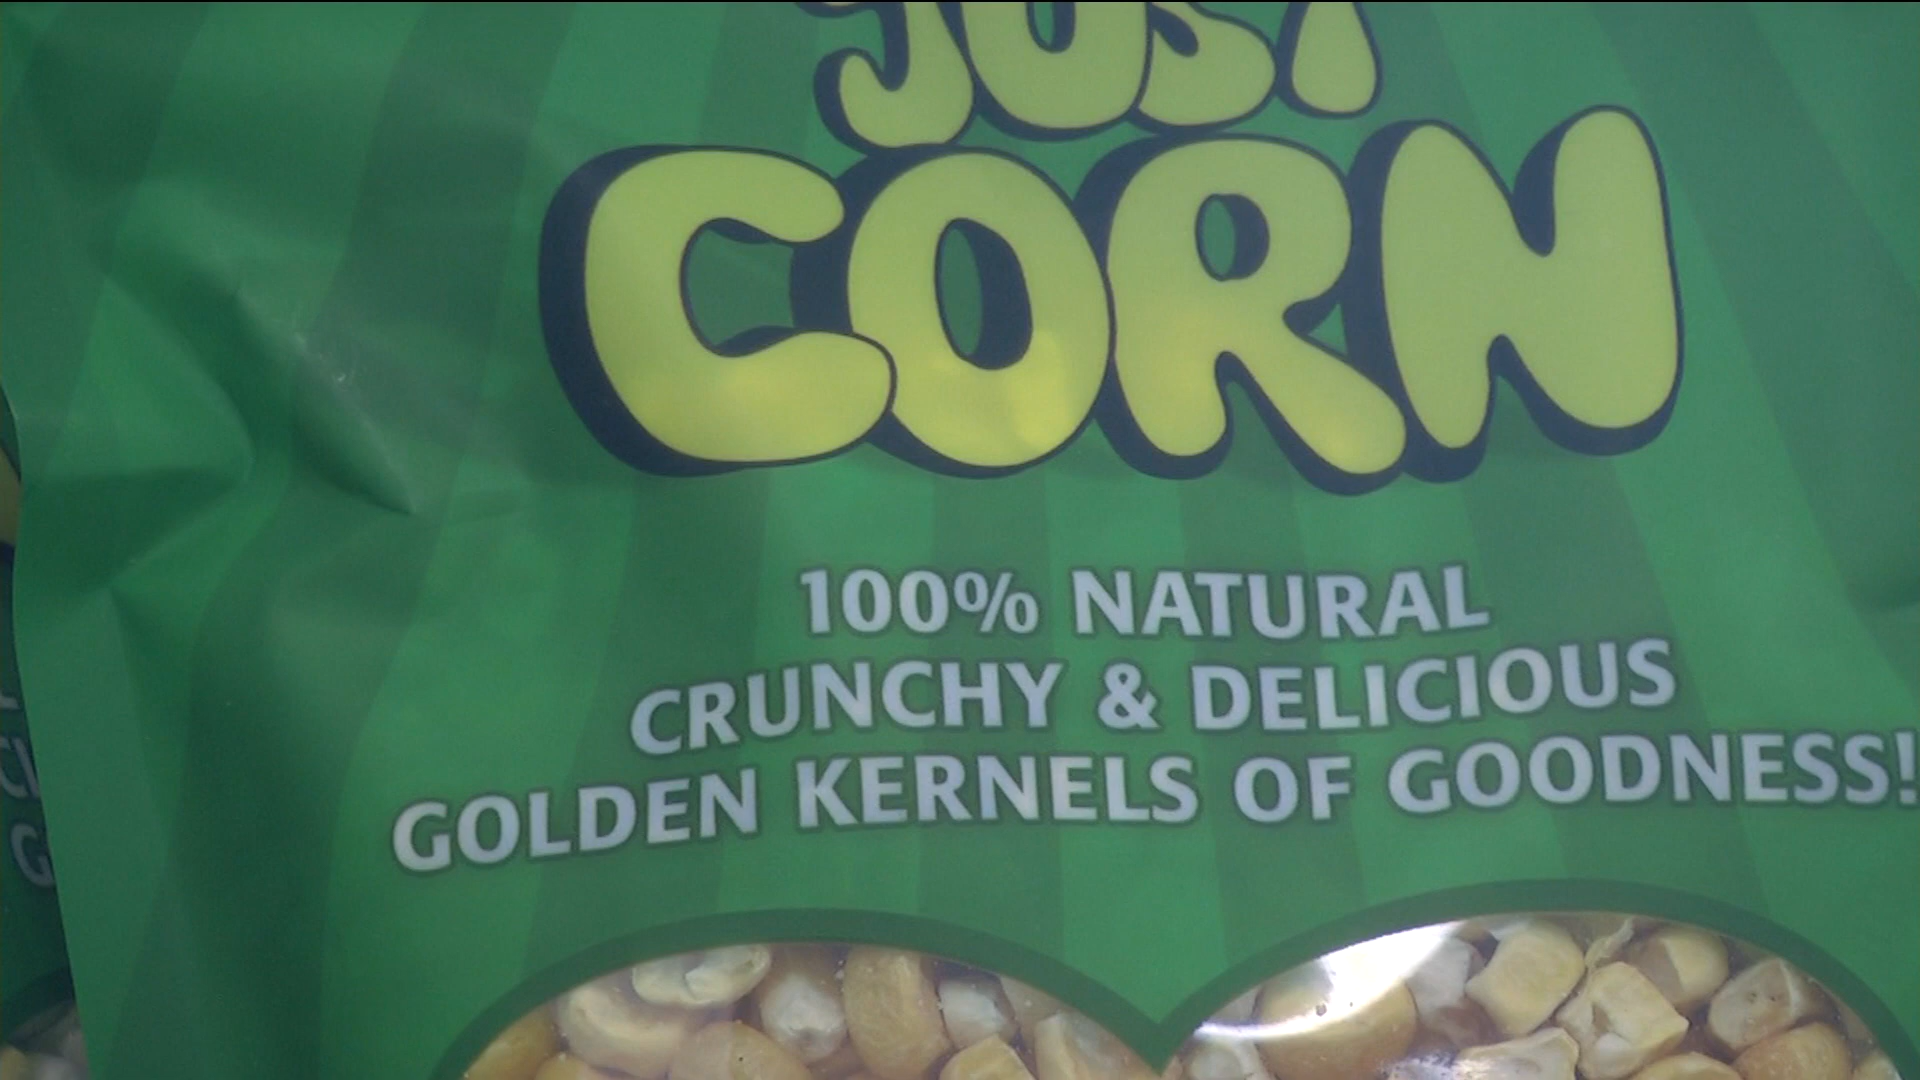 JUST
CORN
100% NATURAL
CRUNCHY & DELICIOUS
GOLDEN KERNELS OF GOODNESS!